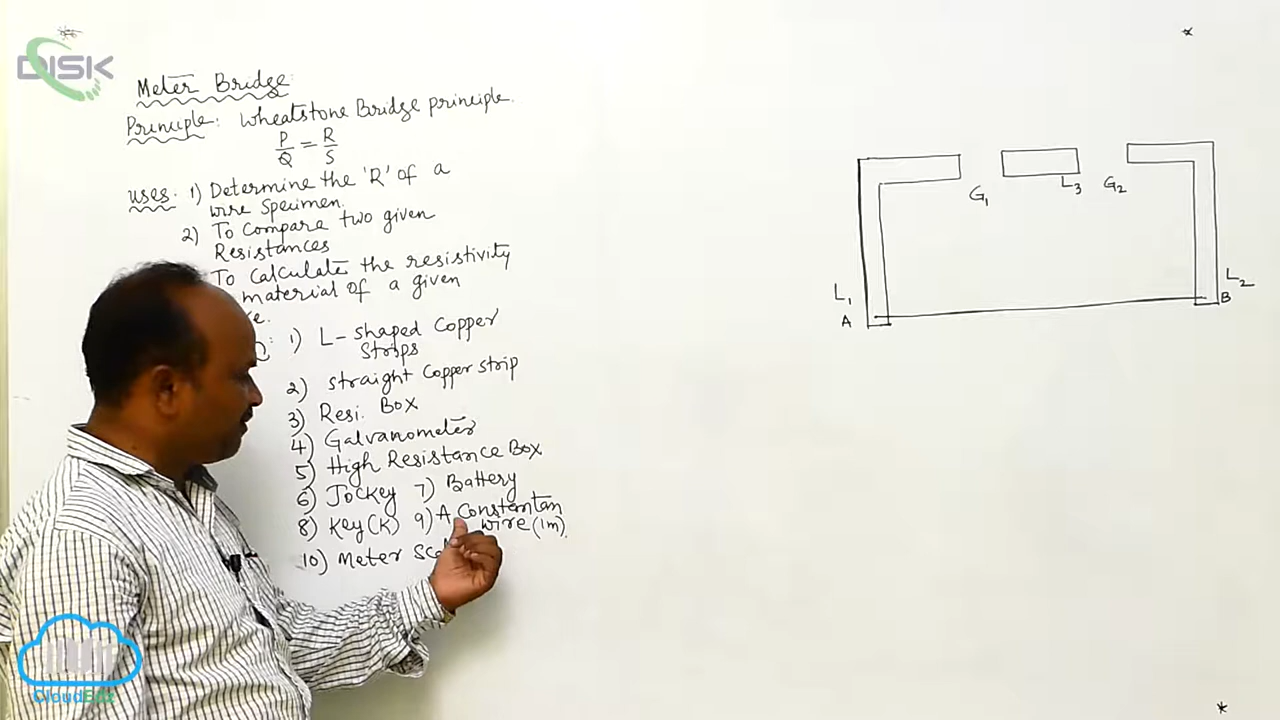 DISK
Meter Bridge:
Prinuple: Wheatstone Bridge principle.
P/Q = R/S
uses: 1) Determine the 'R' of a
wire specimen.
2) To compare two given
Resistances
To calculate the resistivity
material of a given
1) L-shaped Copper
Strips
2) straight Copper strip
3) Resi. Box
4) Galvanometer
5) High Resistance Box
6) Jockey 7) Battery
8) Key(K) 9) A Constantan
wire (1m).
10) Meter
G1
L3
G2
L1
A
L2
B
CloudEdz